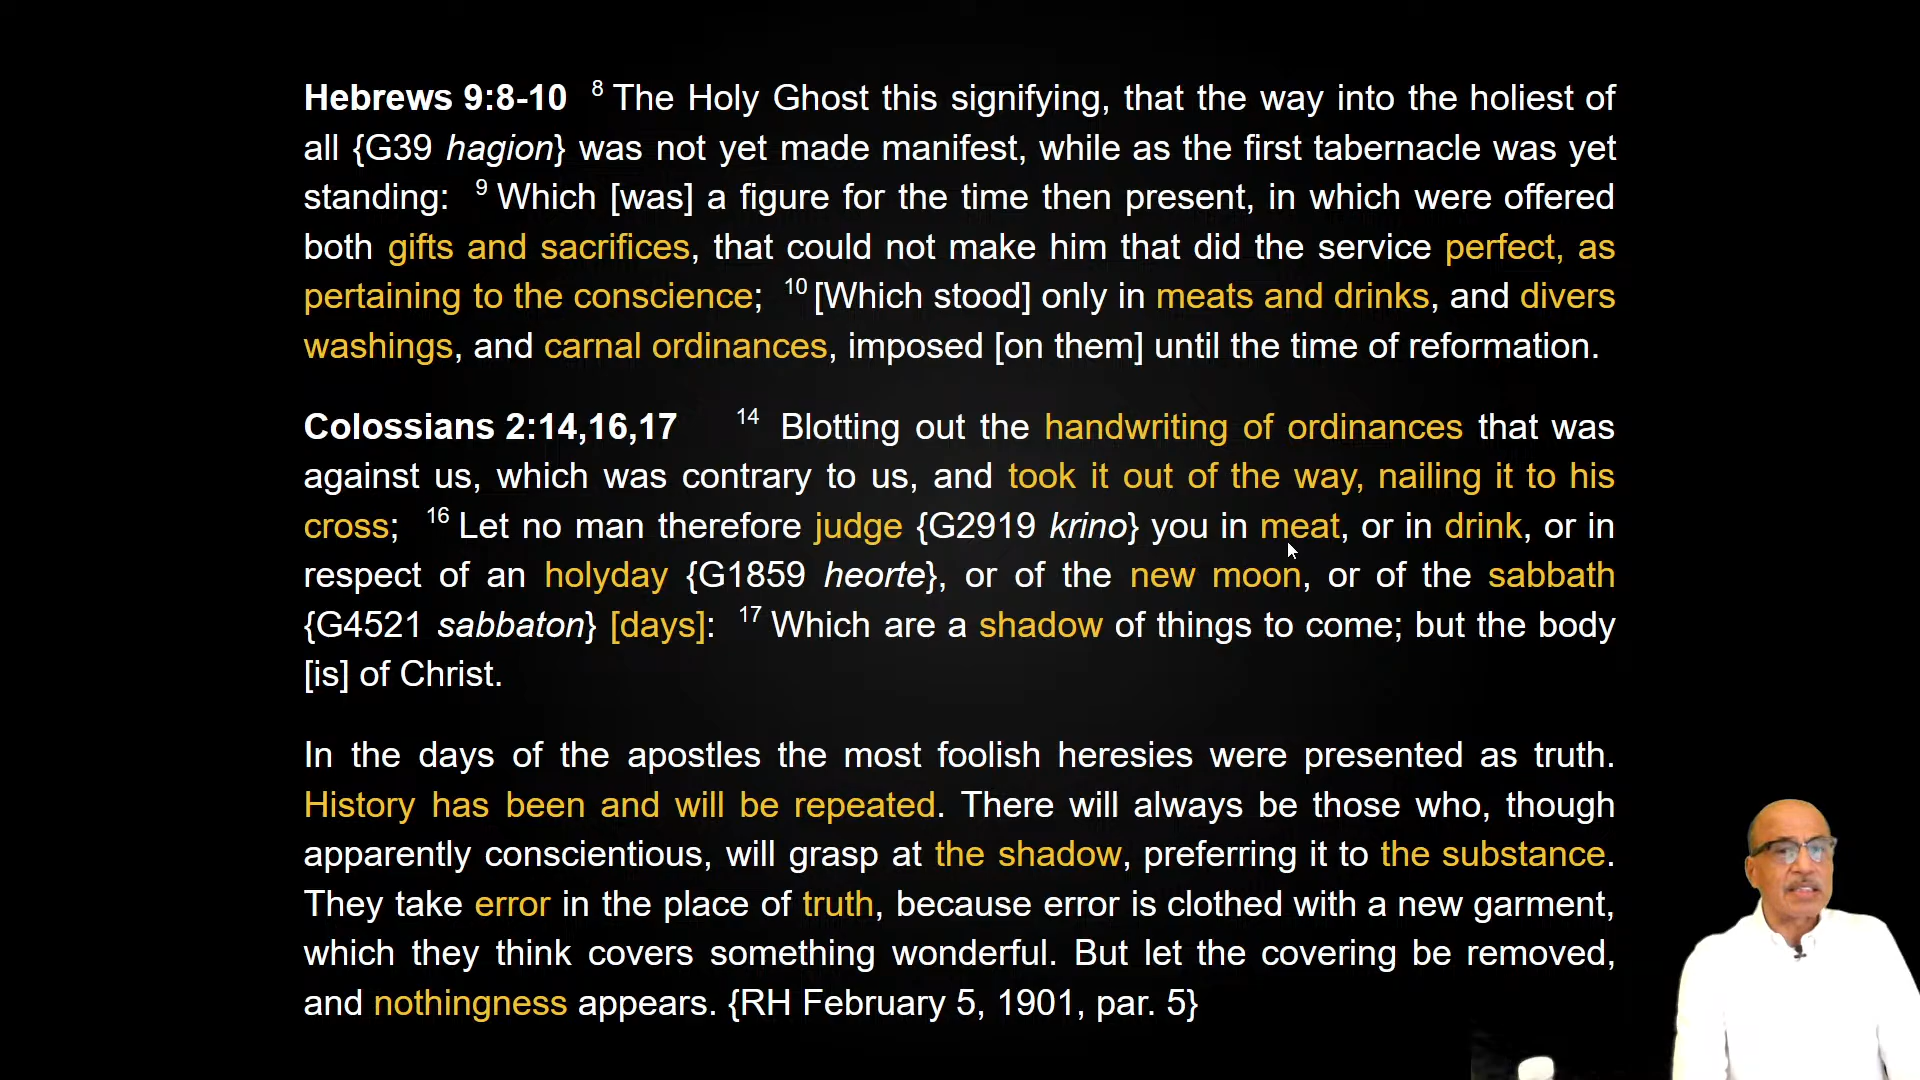 Hebrews 9:8-10 8 The Holy Ghost this signifying, that the way into the holiest of
all {G39 hagion} was not yet made manifest, while as the first tabernacle was yet
standing: 9 Which [was] a figure for the time then present, in which were offered
both gifts and sacrifices, that could not make him that did the service perfect, as
pertaining to the conscience; 10 [Which stood] only in meats and drinks, and divers
washings, and carnal ordinances, imposed [on them] until the time of reformation.
Colossians 2:14,16,17 14 Blotting out the handwriting of ordinances that was
against us, which was contrary to us, and took it out of the way, nailing it to his
cross; 16 Let no man therefore judge {G2919 krino} you in meat, or in drink, or in
respect of an holyday {G1859 heorte}, or of the new moon, or of the sabbath
{G4521 sabbaton} [days]: 17 Which are a shadow of things to come; but the body
[is] of Christ.
In the days of the apostles the most foolish heresies were presented as truth.
History has been and will be repeated. There will always be those who, though
apparently conscientious, will grasp at the shadow, preferring it to the substance.
They take error in the place of truth, because error is clothed with a new garment,
which they think covers something wonderful. But let the covering be removed,
and nothingness appears. {RH February 5, 1901, par. 5}